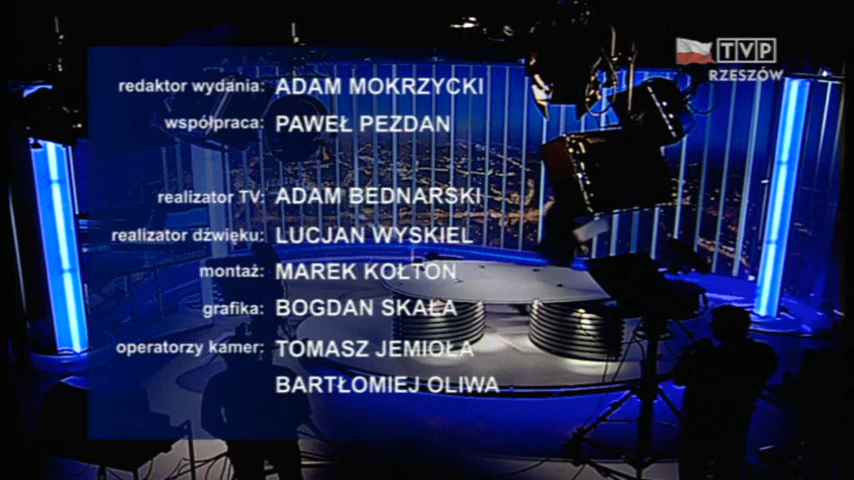 TVP
RZESZÓW
redaktor wydania: ADAM MOKRZYCKI
współpraca: PAWEŁ PEZDAN
realizator TV: ADAM BEDNARSKI
realizator dźwięku: LUCJAN WYSKIEL
montaż: MAREK KOŁTON
grafika: BOGDAN SKAŁA
operatorzy kamer: TOMASZ JEMIOŁA
BARTŁOMIEJ OLIWA